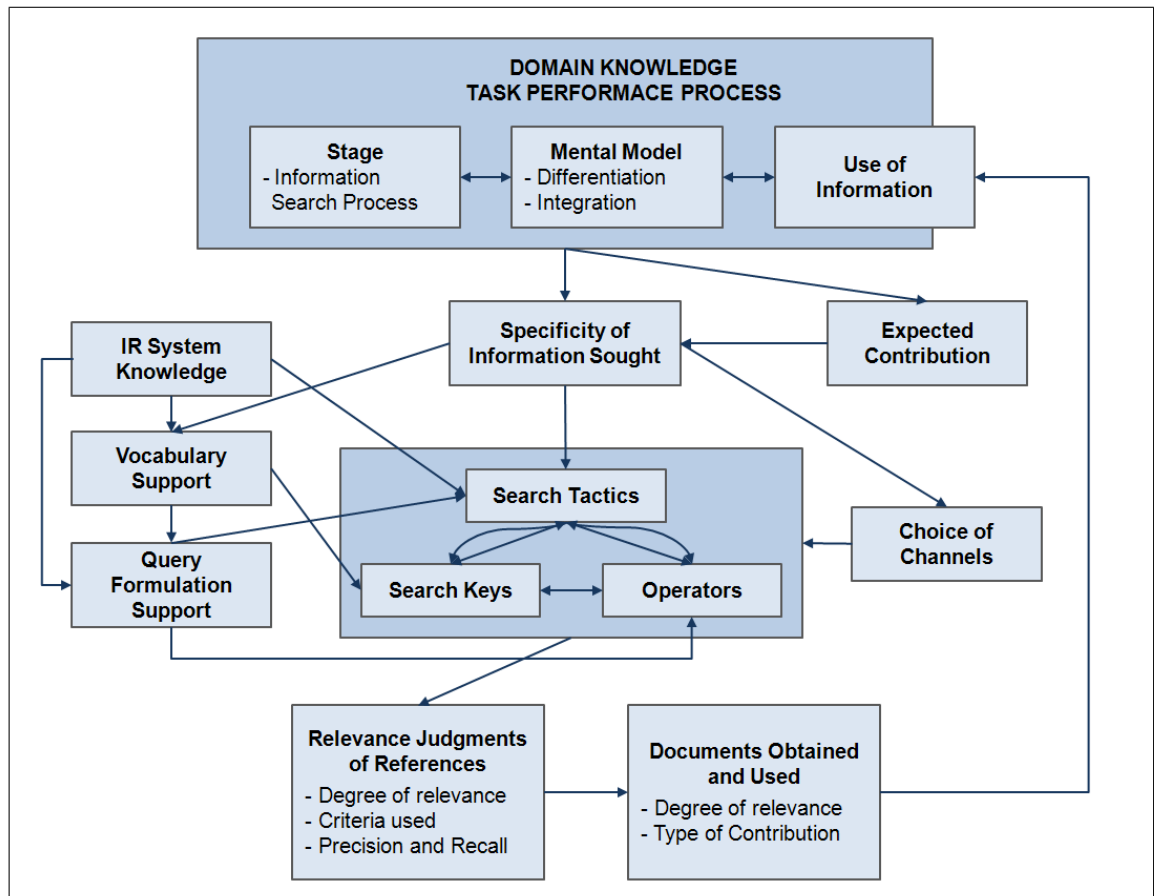 DOMAIN KNOWLEDGE
TASK PERFORMACE PROCESS
Stage
- Information
Search Process
Mental Model
- Differentiation
- Integration
Use of
Information
Specificity of
Information Sought
Expected
Contribution
IR System
Knowledge
Vocabulary
Support
Query
Formulation
Support
Search Tactics
Search Keys
Operators
Choice of
Channels
Relevance Judgments
of References
- Degree of relevance
- Criteria used
- Precision and Recall
Documents Obtained
and Used
- Degree of relevance
- Type of Contribution